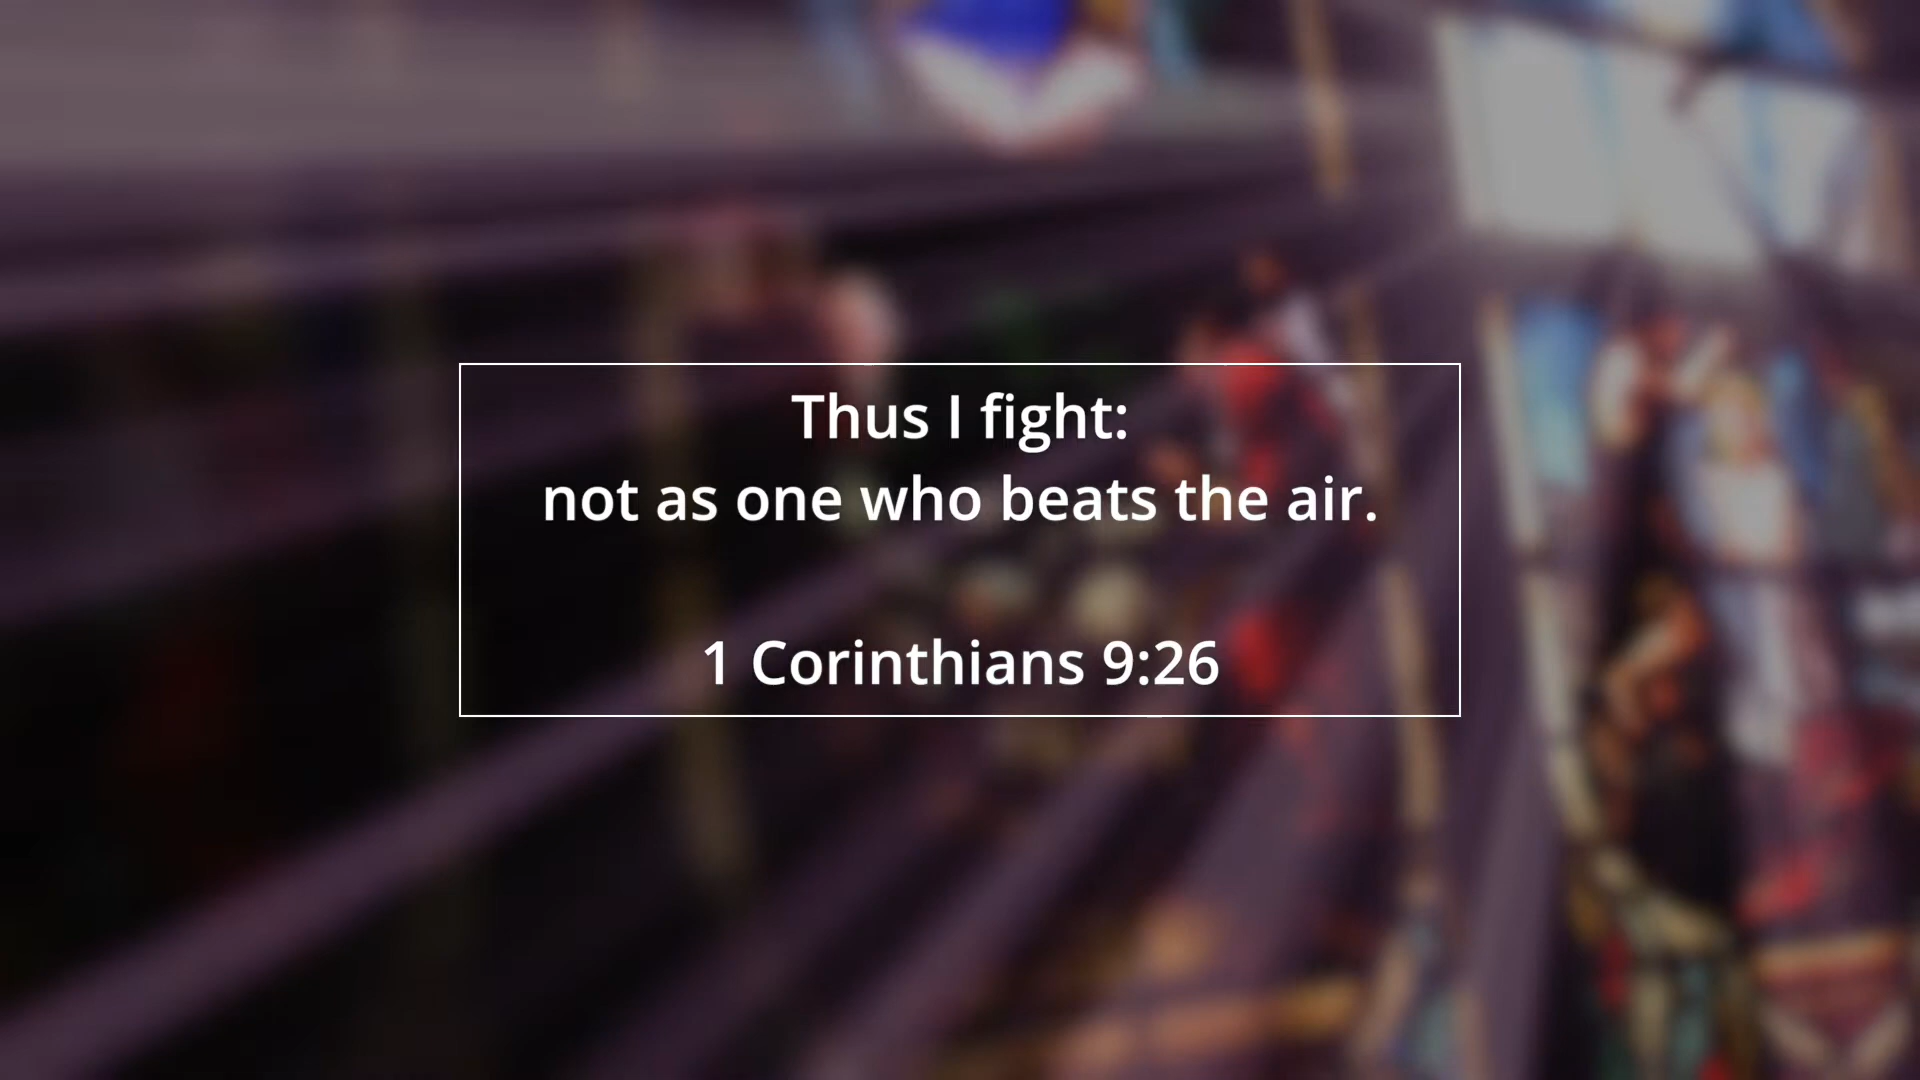 Thus I fight:
not as one who beats the air.
1 Corinthians 9:26